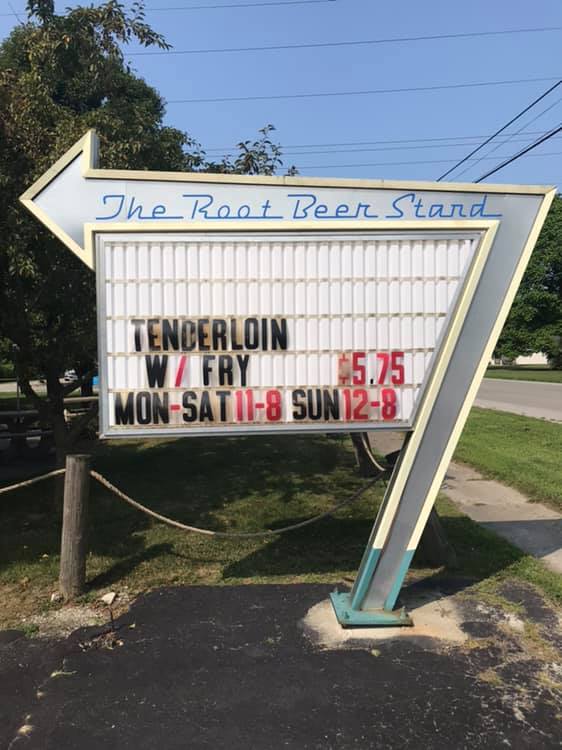 The Root Beer Stand
TENDERLOIN
W/ FRY $5.75
MON-SAT 11-8 SUN 12-8